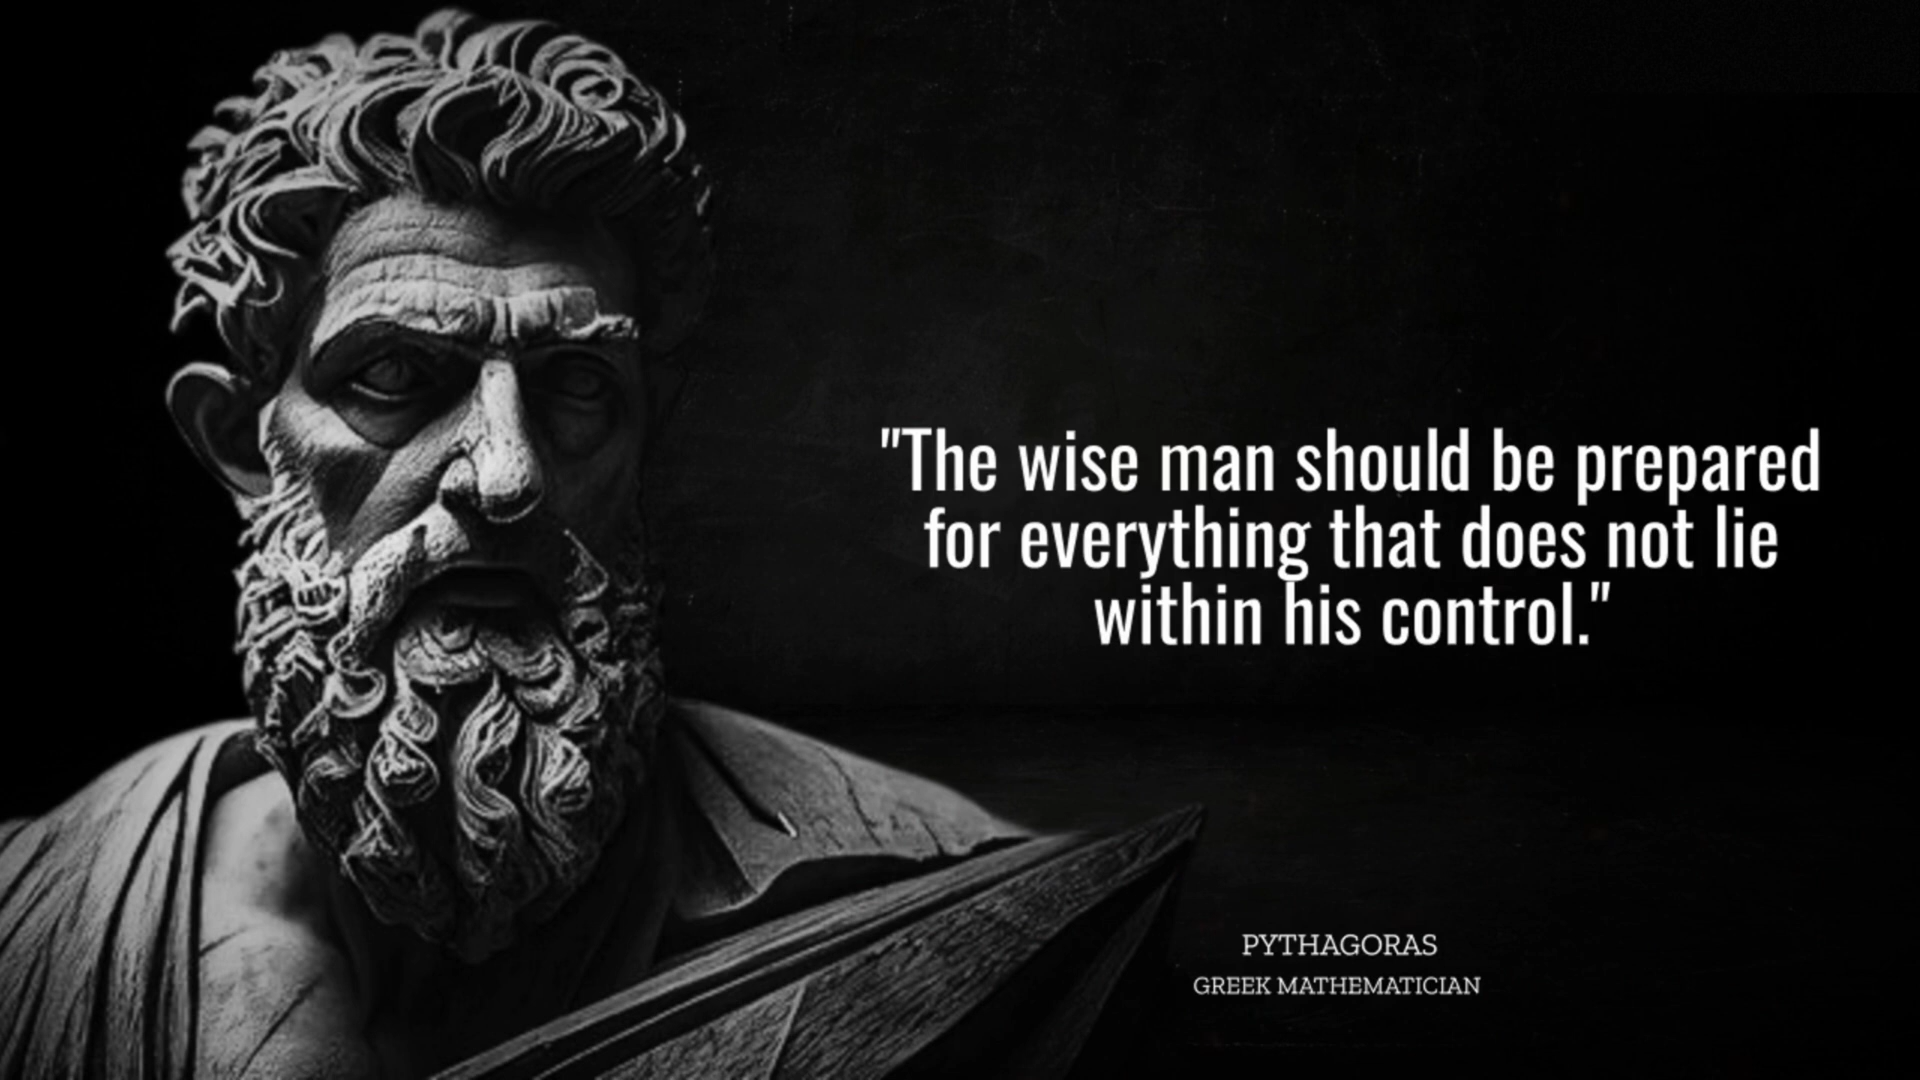 "The wise man should be prepared
for everything that does not lie
within his control."
PYTHAGORAS
GREEK MATHEMATICIAN